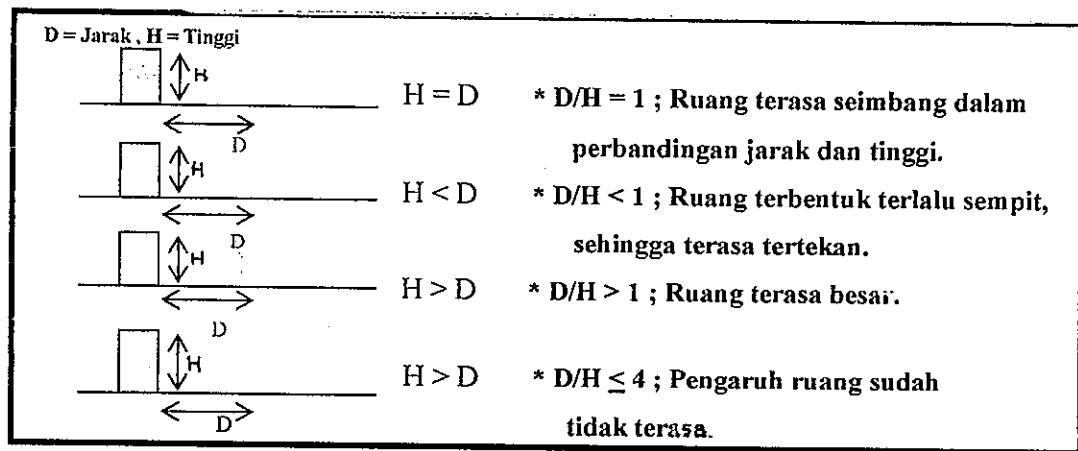 D = Jarak , H = Tinggi
H
H = D * D/H = 1 ; Ruang terasa seimbang dalam
D
perbandingan jarak dan tinggi.
H
H < D * D/H < 1 ; Ruang terbentuk terlalu sempit,
D
sehingga terasa tertekan.
H
H > D * D/H > 1 ; Ruang terasa besar.
D
H
H > D * D/H ≤ 4 ; Pengaruh ruang sudah
D
tidak terasa.